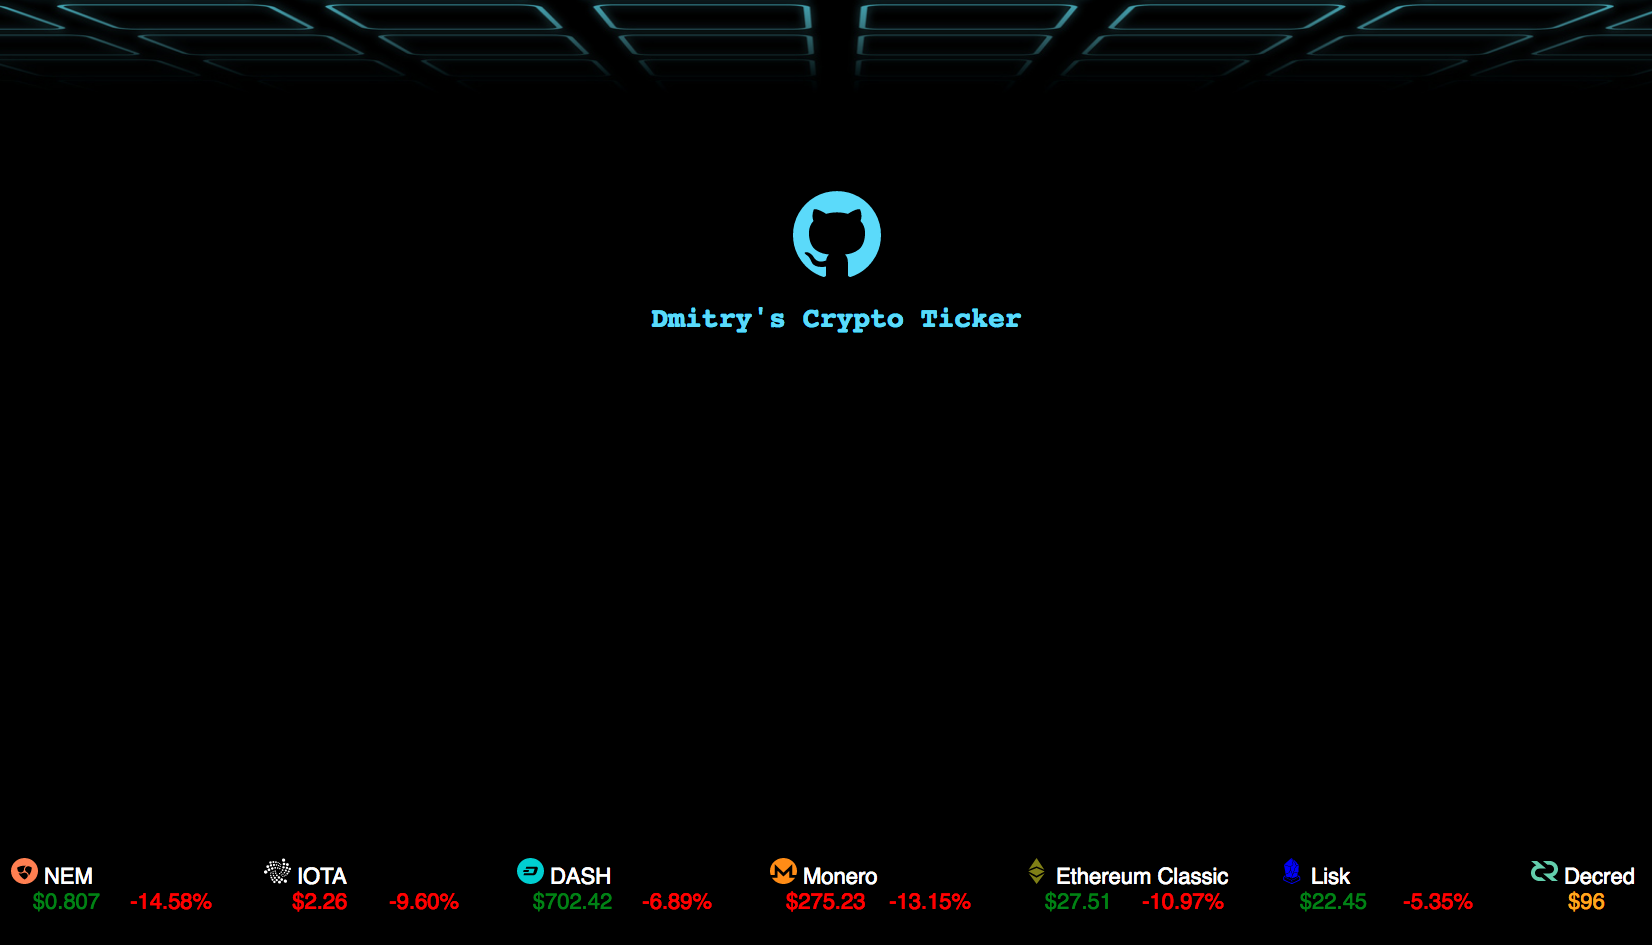 Dmitry's Crypto Ticker
NEM IOTA DASH Monero Ethereum Classic Lisk Decred
$0.807 -14.58% $2.26 -9.60% $702.42 -6.89% $275.23 -13.15% $27.51 -10.97% $22.45 -5.35% $96